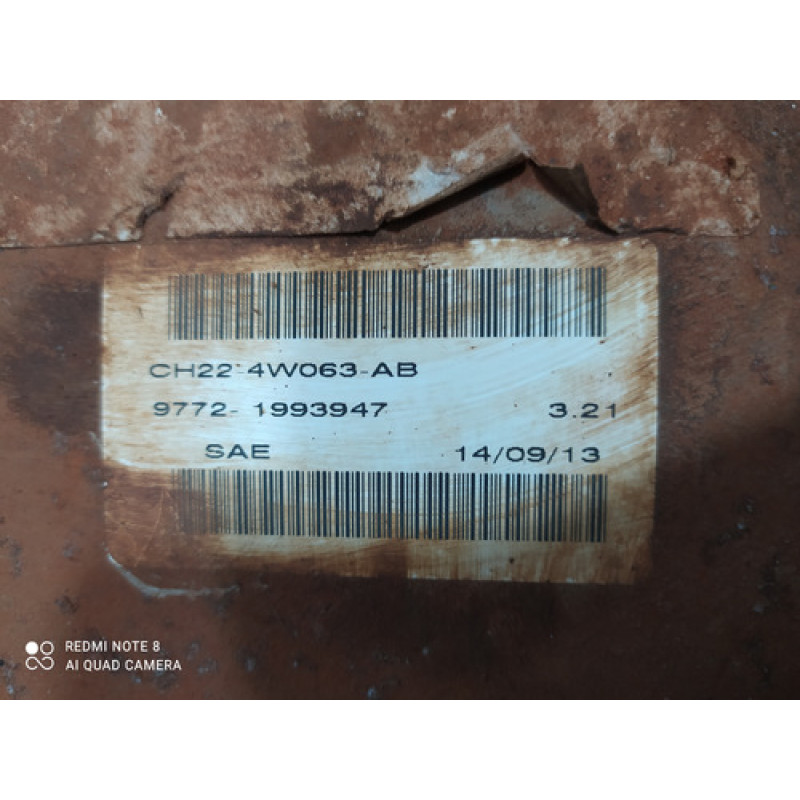 CH22-4W063-AB
9772- 1993947 3.21
SAE 14/09/13
REDMI NOTE 8
AI QUAD CAMERA